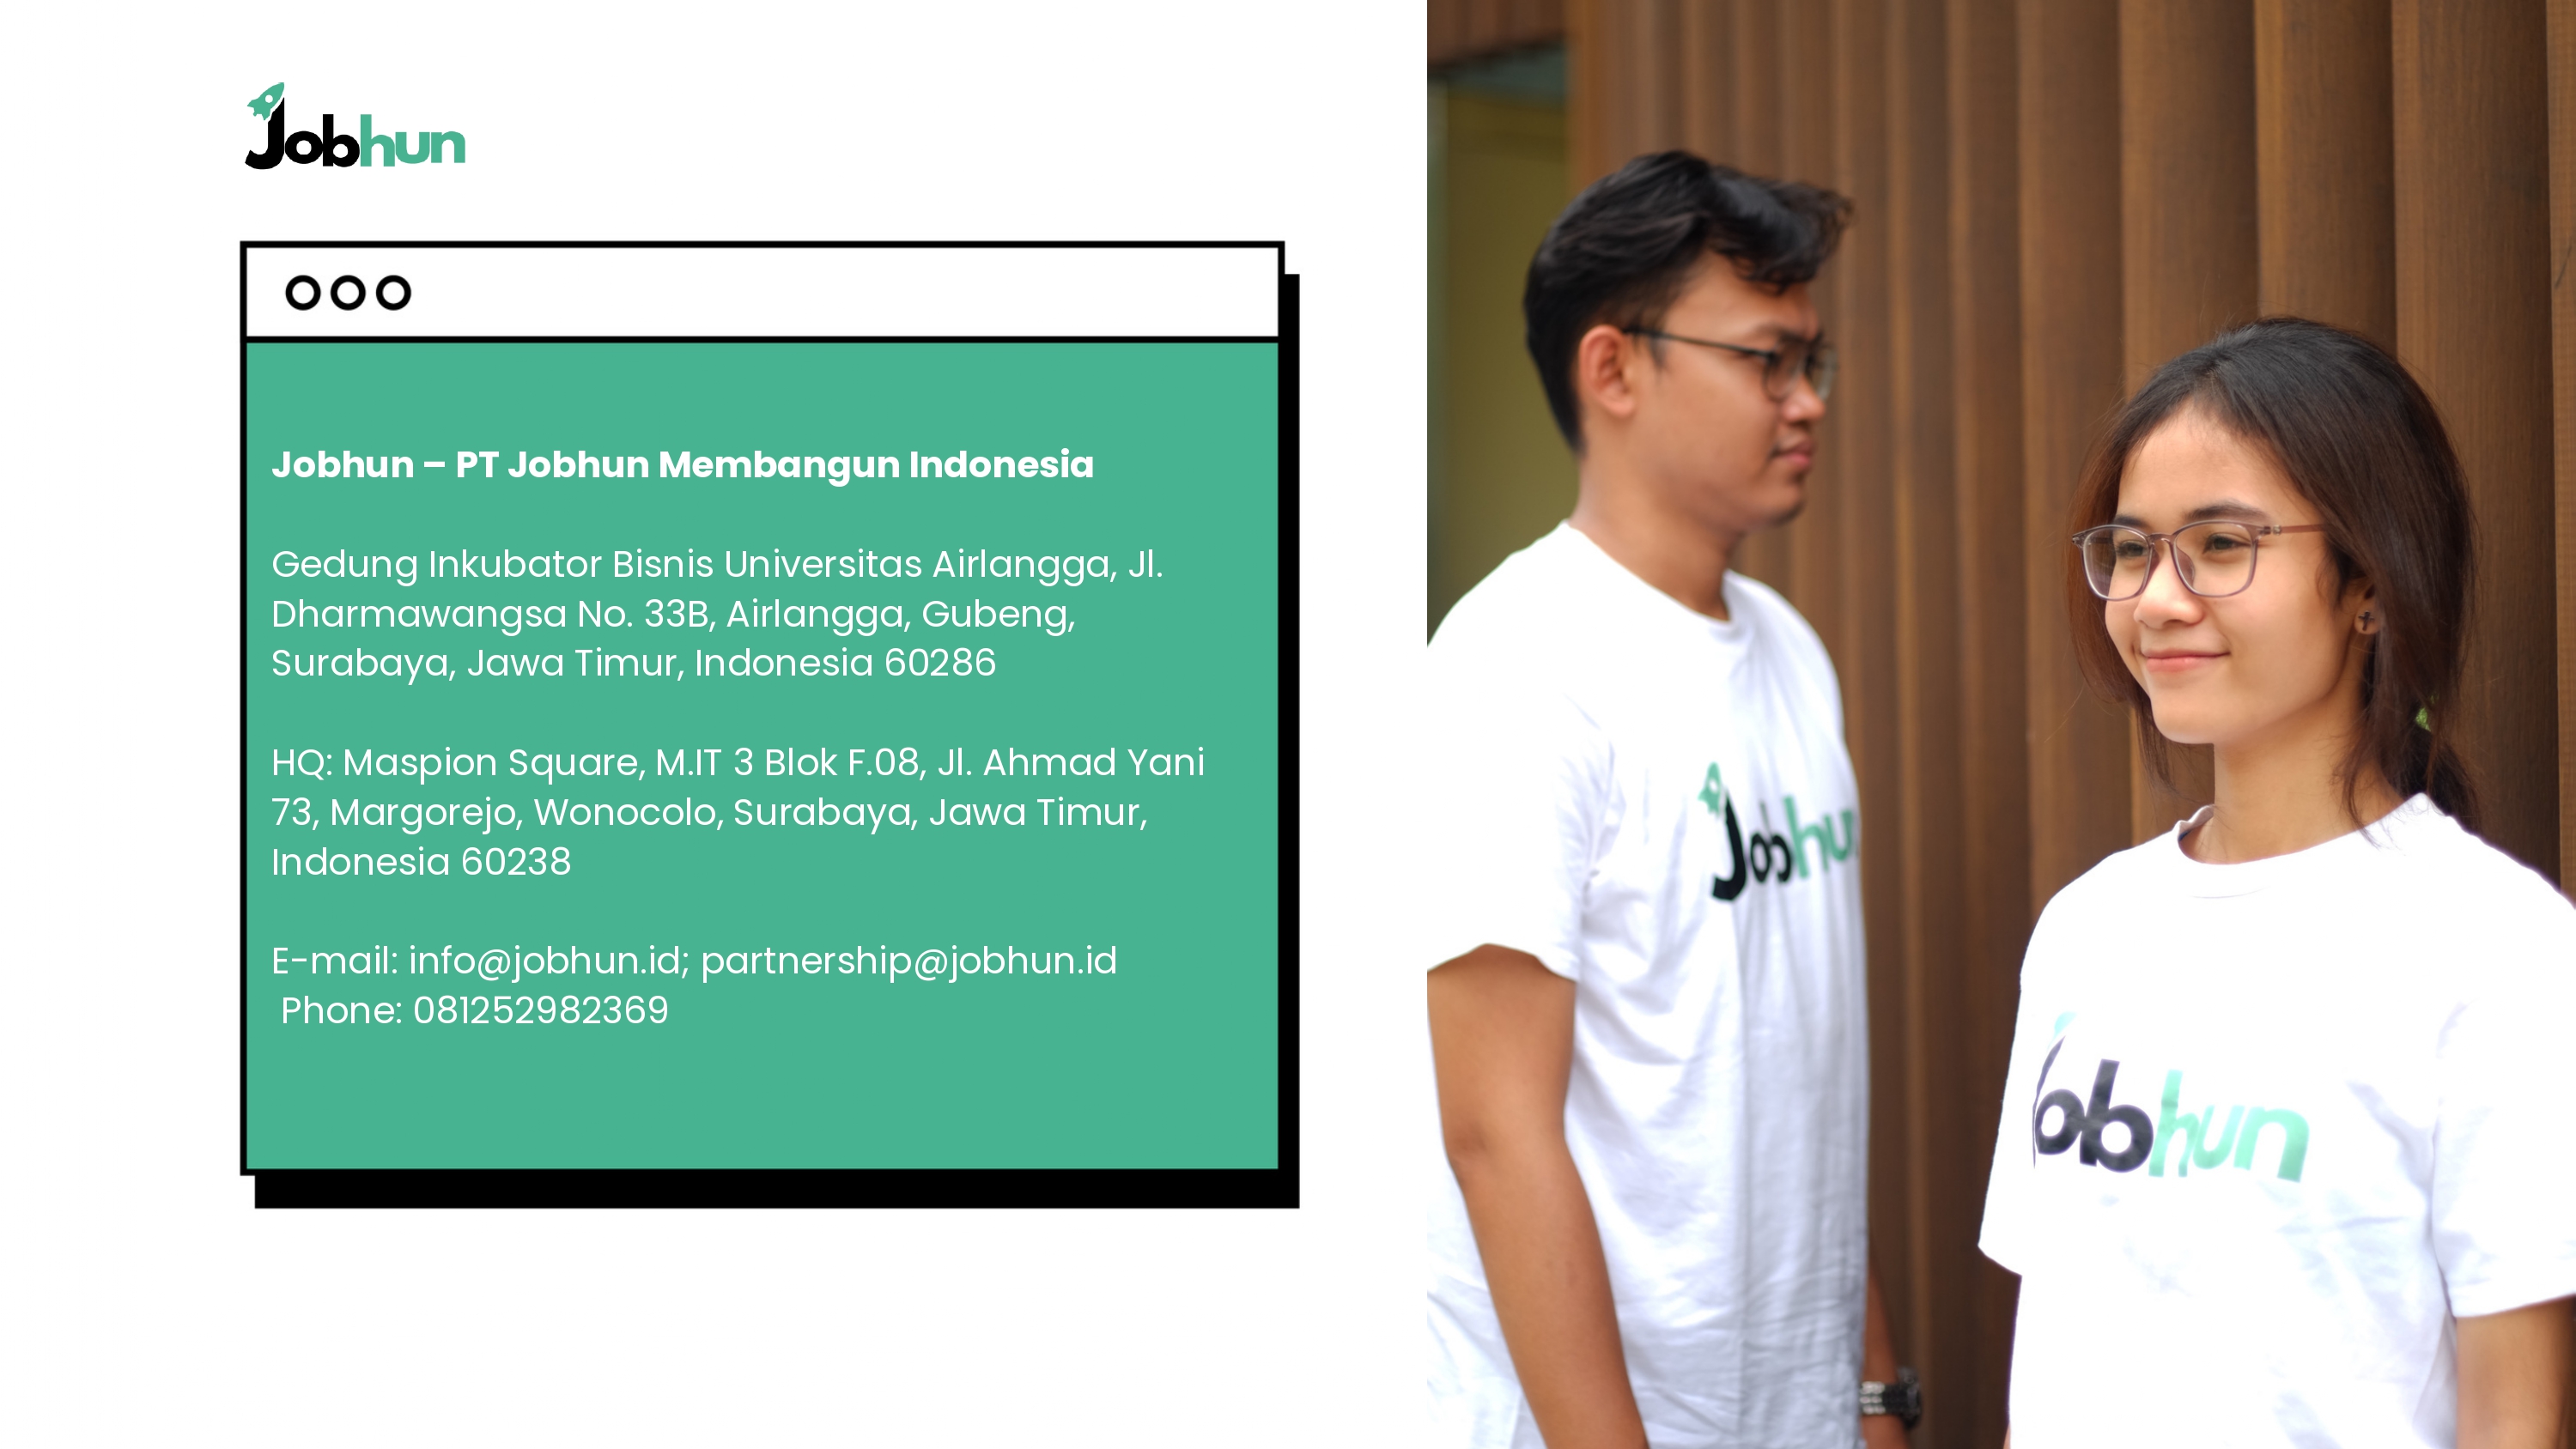 Jobhun
Jobhun – PT Jobhun Membangun Indonesia
Gedung Inkubator Bisnis Universitas Airlangga, Jl.
Dharmawangsa No. 33B, Airlangga, Gubeng,
Surabaya, Jawa Timur, Indonesia 60286
HQ: Maspion Square, M.IT 3 Blok F.08, Jl. Ahmad Yani
73, Margorejo, Wonocolo, Surabaya, Jawa Timur,
Indonesia 60238
E-mail: info@jobhun.id; partnership@jobhun.id
Phone: 081252982369
Jobhun
Jobhun